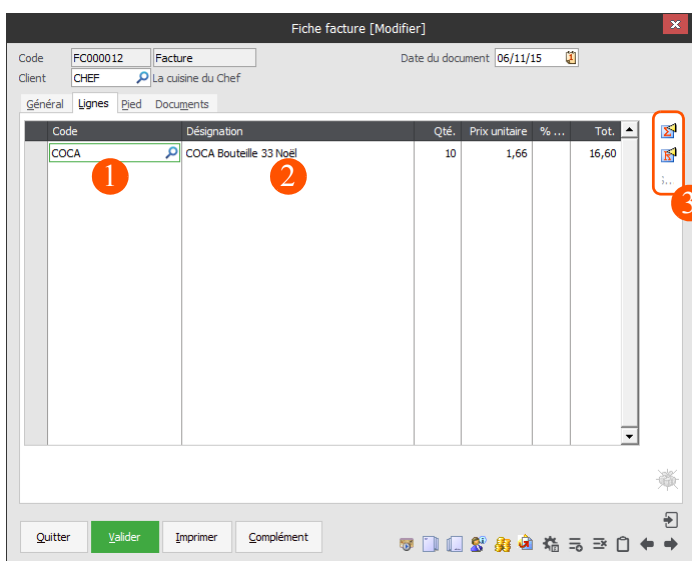 Fiche facture [Modifier]
Code FC000012 Facture Date du document 06/11/15
Client CHEF La cuisine du Chef
Général Lignes Pied Documents
Code Désignation Qté. Prix unitaire % ... Tot.
COCA COCA Bouteille 33 Noël 10 1,66 16,60
1 2
3
Quitter Valider Imprimer Complément